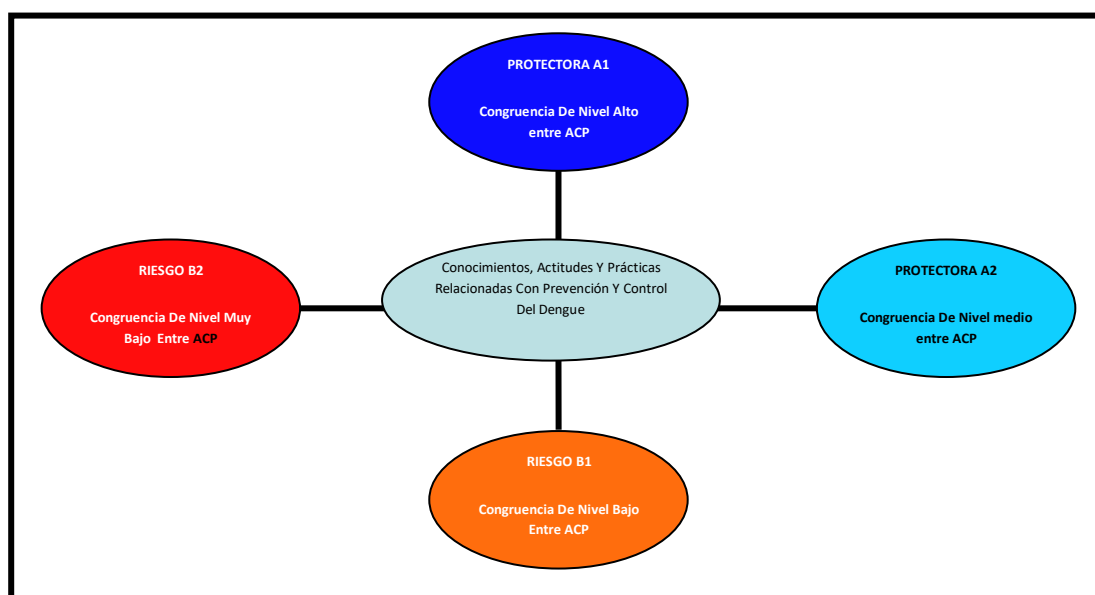 PROTECTORA A1
Congruencia De Nivel Alto
entre ACP
RIESGO B2
Congruencia De Nivel Muy
Bajo Entre ACP
Conocimientos, Actitudes Y Prácticas
Relacionadas Con Prevención Y Control
Del Dengue
PROTECTORA A2
Congruencia De Nivel medio
entre ACP
RIESGO B1
Congruencia De Nivel Bajo
Entre ACP